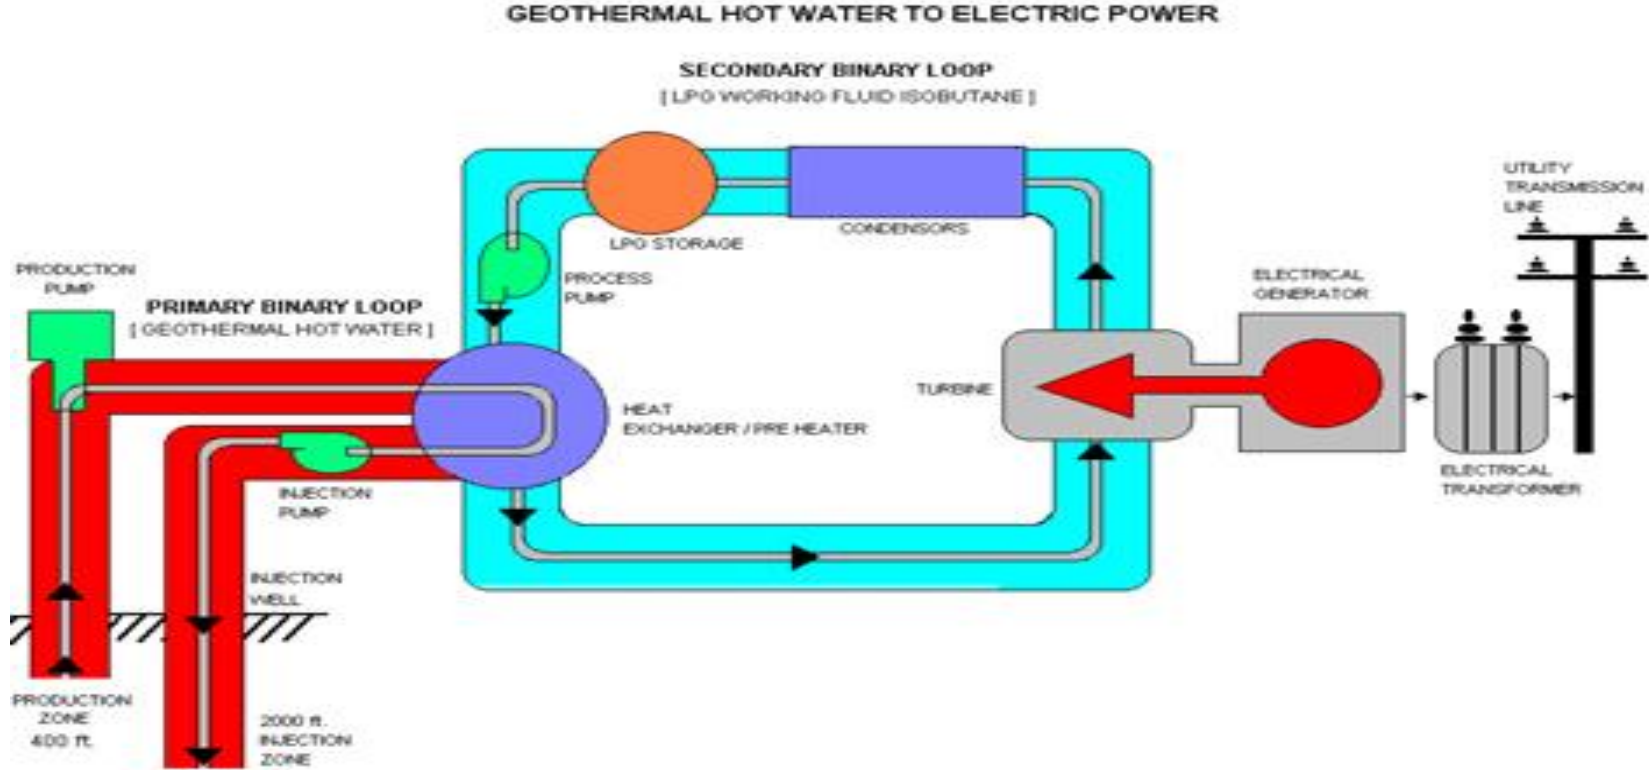 GEOTHERMAL HOT WATER TO ELECTRIC POWER
SECONDARY BINARY LOOP
[ LPG WORKING FLUID ISOBUTANE ]
UTILITY
TRANSMISSION
LINE
LPG STORAGE
CONDENSORS
PRODUCTION
PUMP
PROCESS
PUMP
ELECTRICAL
GENERATOR
PRIMARY BINARY LOOP
[ GEOTHERMAL HOT WATER ]
TURBINE
HEAT
EXCHANGER / PRE HEATER
ELECTRICAL
TRANSFORMER
INJECTION
PUMP
INJECTION
WELL
PRODUCTION
ZONE
400 ft.
2000 ft.
INJECTION
ZONE